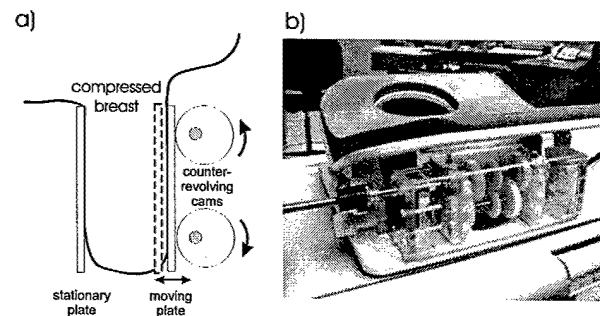 a)
b)
compressed
breast
counter-
revolving
cams
stationary
plate
moving
plate